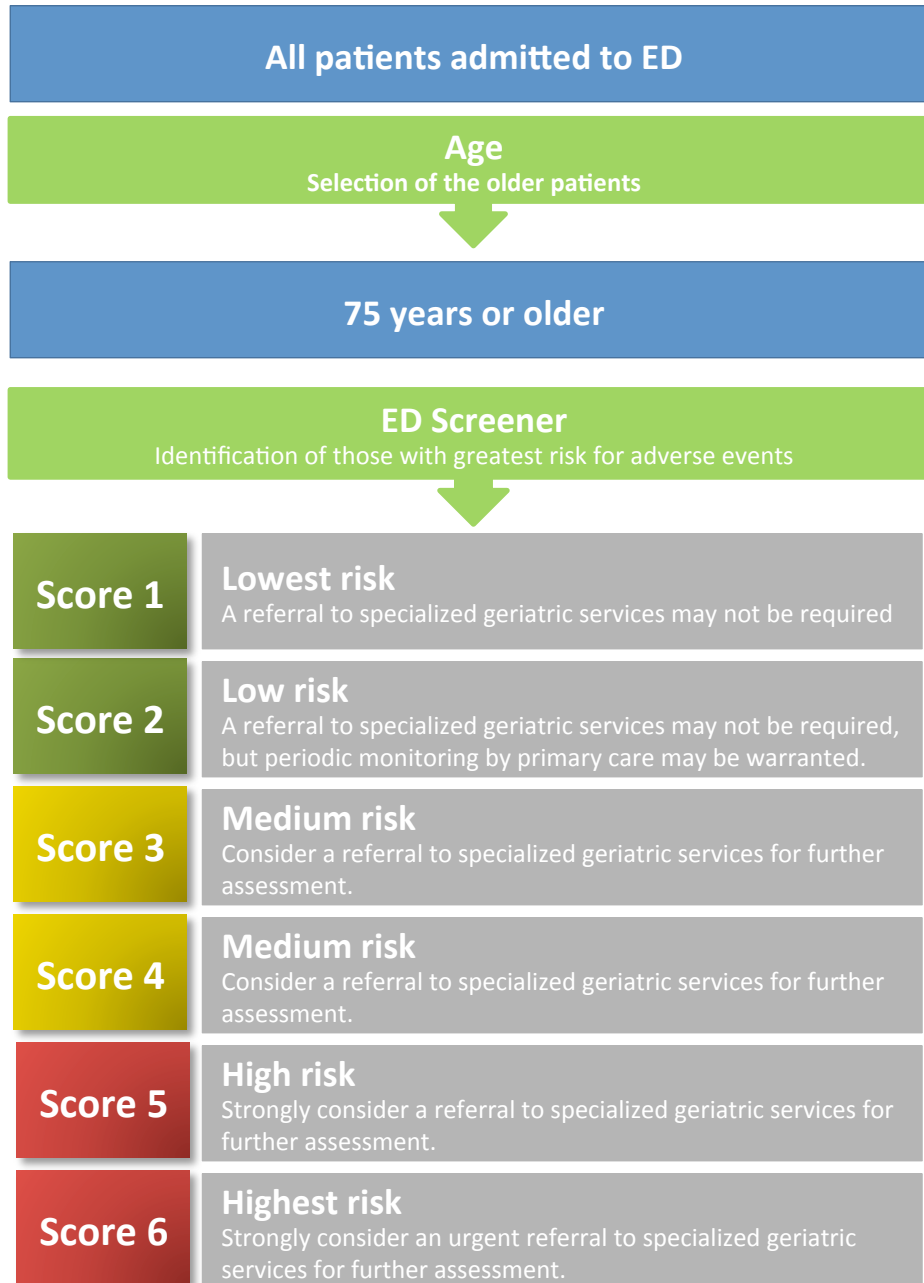 All patients admitted to ED
Age
Selection of the older patients
75 years or older
ED Screener
Identification of those with greatest risk for adverse events
Score 1
Lowest risk
A referral to specialized geriatric services may not be required
Score 2
Low risk
A referral to specialized geriatric services may not be required,
but periodic monitoring by primary care may be warranted.
Score 3
Medium risk
Consider a referral to specialized geriatric services for further
assessment.
Score 4
Medium risk
Consider a referral to specialized geriatric services for further
assessment.
Score 5
High risk
Strongly consider a referral to specialized geriatric services for
further assessment.
Score 6
Highest risk
Strongly consider an urgent referral to specialized geriatric
services for further assessment.